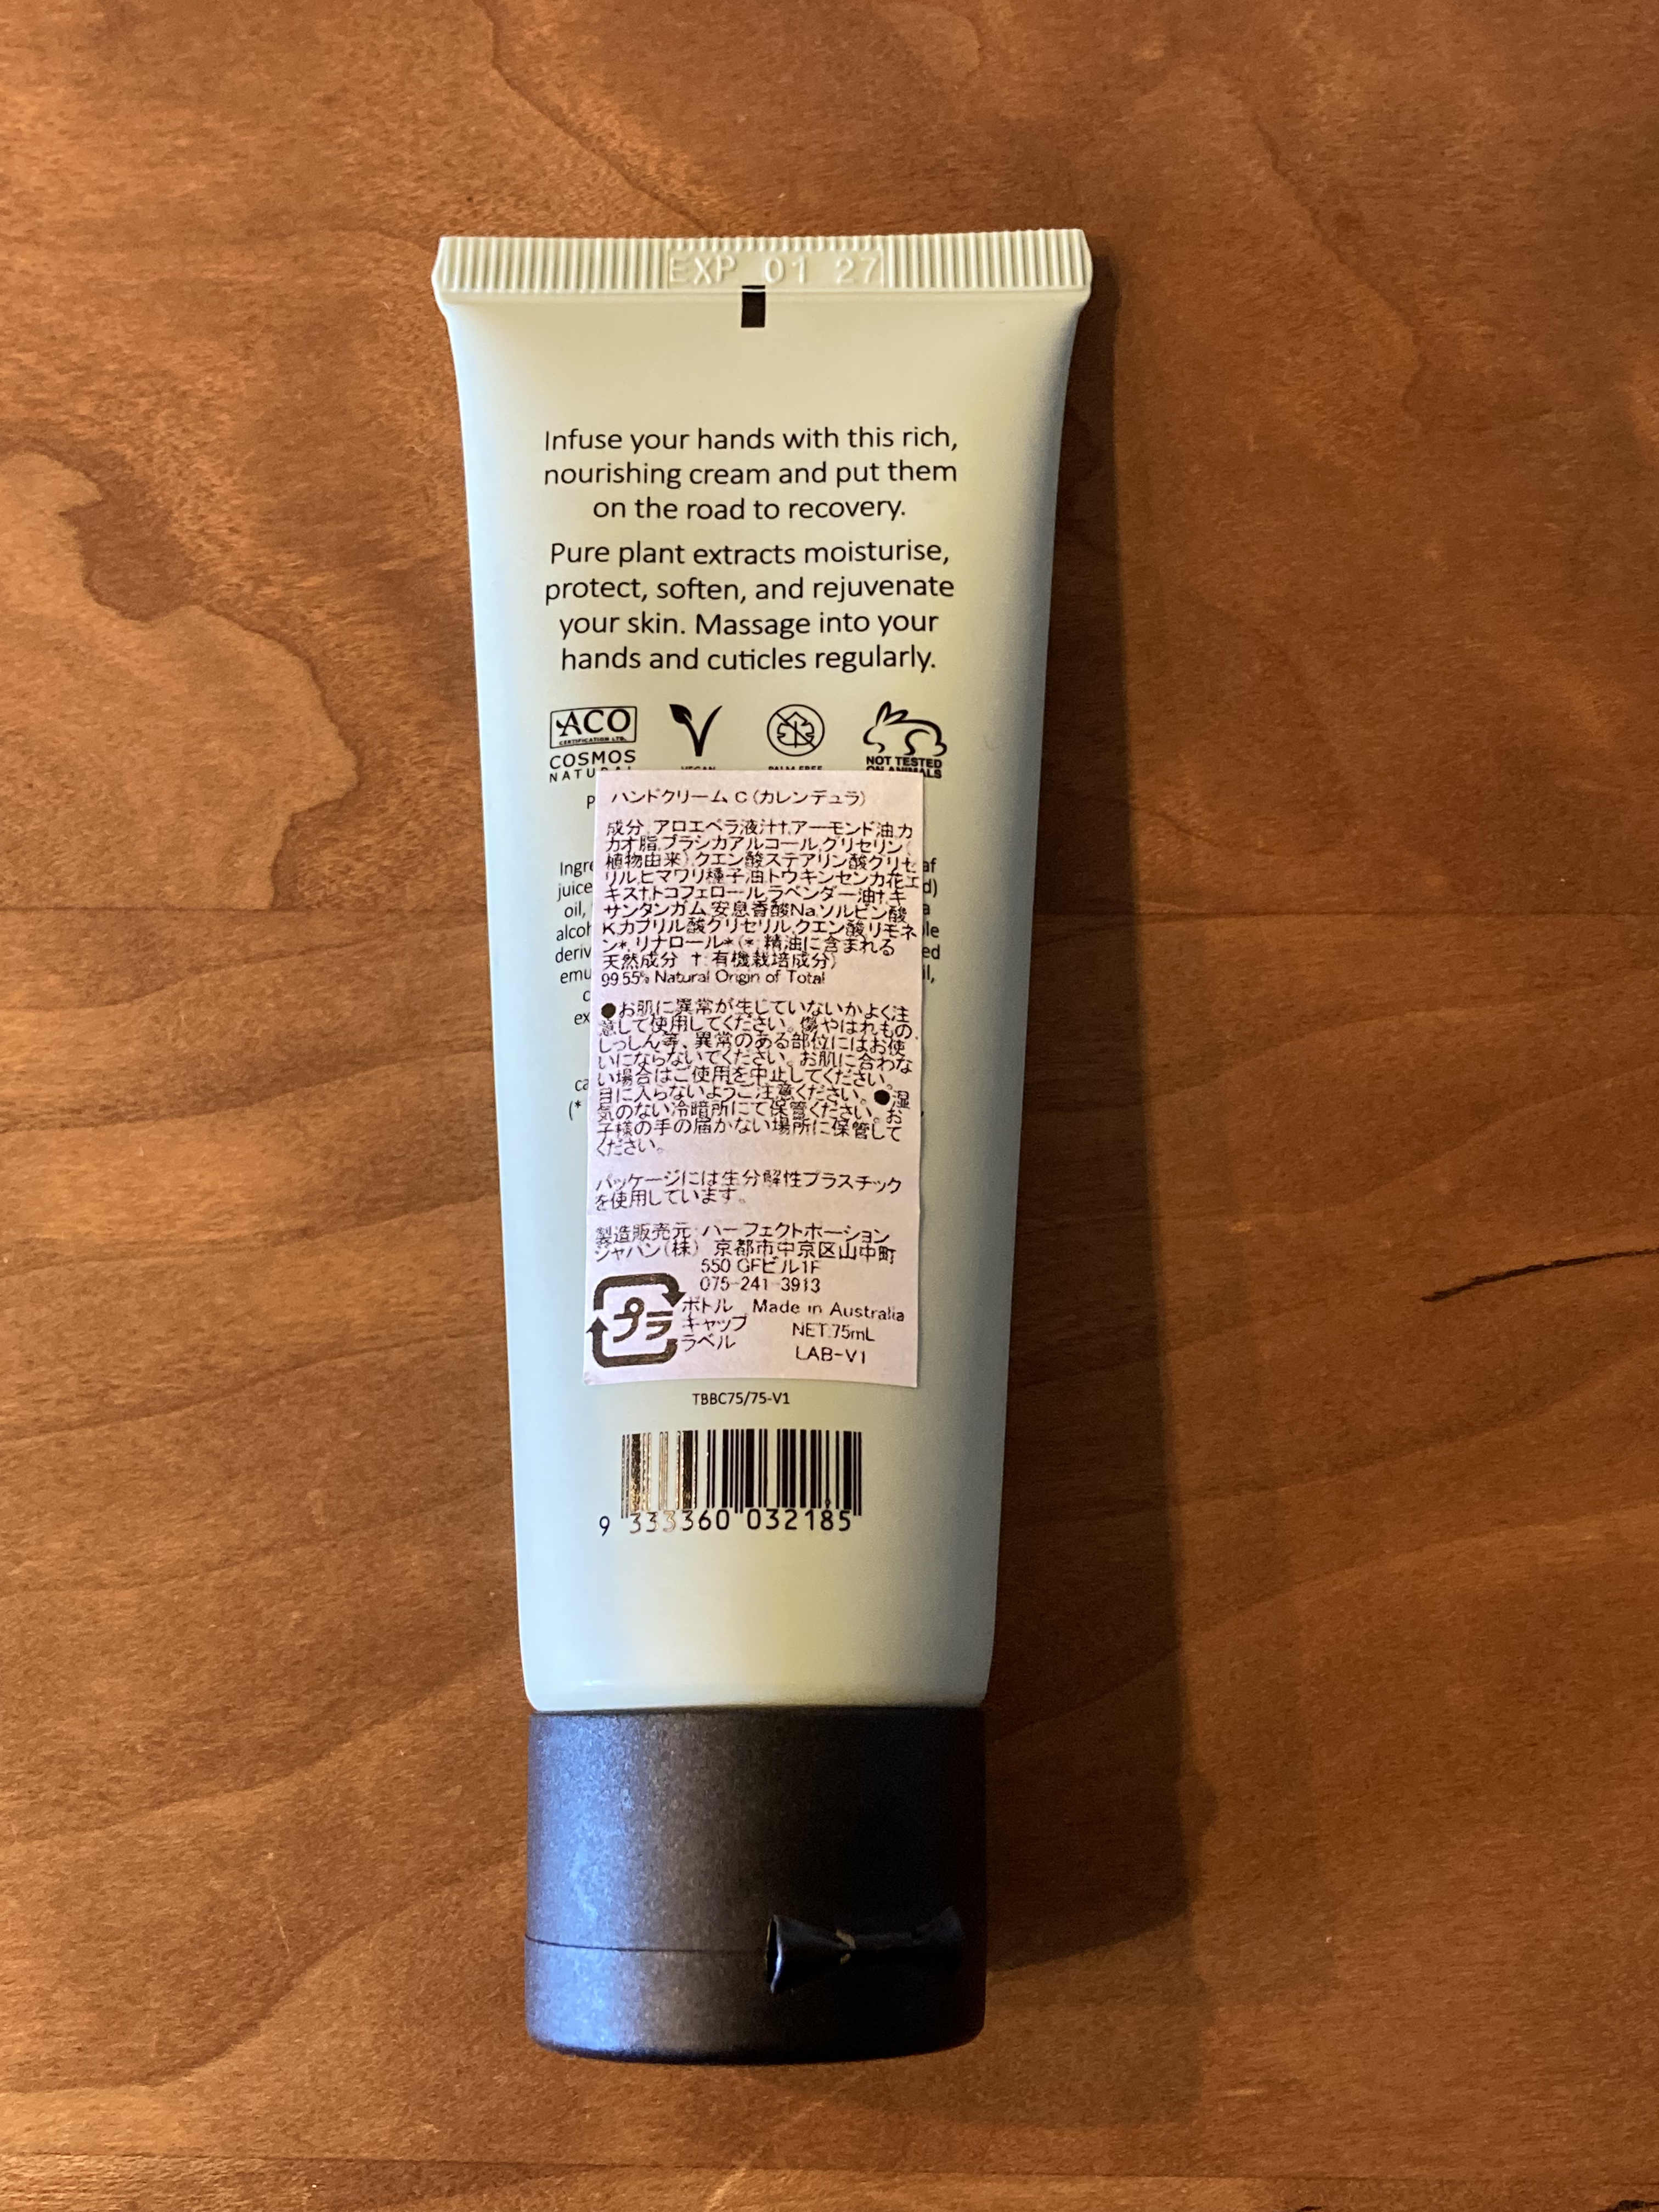 EXP 01 27
Infuse your hands with this rich,
nourishing cream and put them
on the road to recovery.
Pure plant extracts moisturise,
protect, soften, and rejuvenate
your skin. Massage into your
hands and cuticles regularly.
ACO
CERTIFICATION LTD.
COSMOS
VEGAN
PALM FREE
NOT TESTED
ON ANIMALS
ハンドクリーム C (カレンデュラ)
成分:アロエベラ液汁†,アーモンド油,カ
カオ脂,ブラシカアルコール,グリセリン(
植物由来),クエン酸ステアリン酸グリセ
リル,ヒマワリ種子油,トウキンセンカ花エ
キス†,トコフェロール,ラベンダー油†,キ
サンタンガム,安息香酸Na,ソルビン酸
K,カプリル酸グリセリル,クエン酸,リモネ
ン*,リナロール* (*:精油に含まれる
天然成分 †:有機栽培成分)
99.55% Natural Origin of Total
●お肌に異常が生じていないかよく注
意して使用してください。傷やはれもの、
しっしん等、異常のある部位にはお使
いにならないでください。お肌に合わな
い場合はご使用を中止してください。
目に入らないようご注意ください。●湿
気のない冷暗所にて保管ください。お
子様の手の届かない場所に保管して
ください。
パッケージには生分解性プラスチック
を使用しています。
製造販売元:パーフェクトポーション
ジャパン(株) 京都市中京区山中町
550 GFビル1F
075-241-3913
プラ
ボトル Made in Australia
キャップ NET:75mL
ラベル LAB-V1
TBBC75/75-V1
9 333360 032185